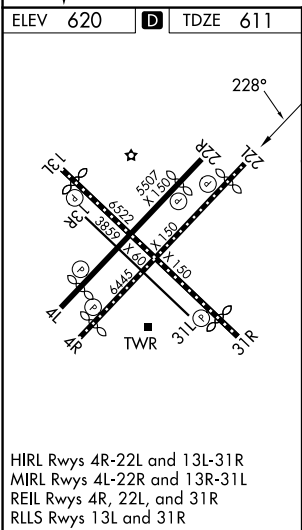 ELEV 620 D TDZE 611
228°
13L
22R
22L
5507 X 150
13R
6522
3859
X 60
X 150
X 150
6445
4L
4R
TWR
31L
31R
P
P
P
P
P
HIRL Rwys 4R-22L and 13L-31R
MIRL Rwys 4L-22R and 13R-31L
REIL Rwys 4R, 22L, and 31R
RLLS Rwys 13L and 31R